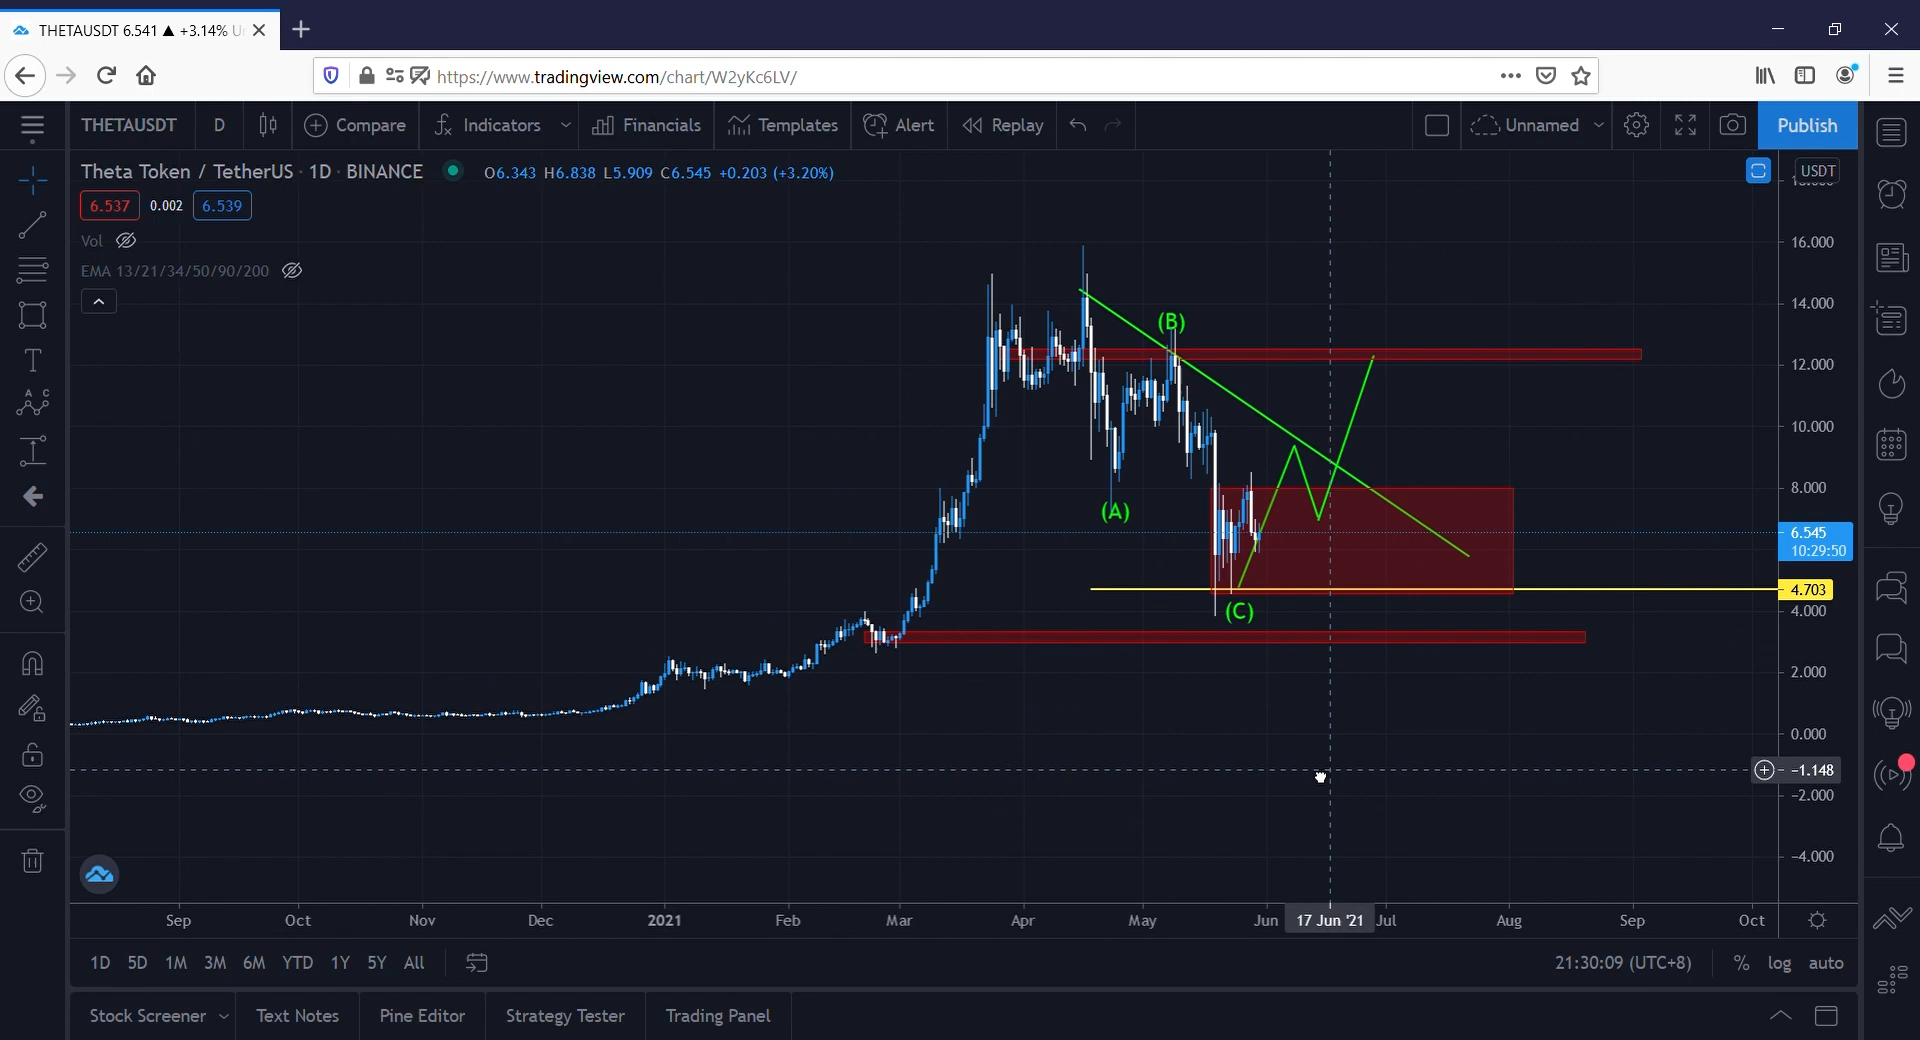 THETAUSDT 6.541 ▲ +3.14% U
https://www.tradingview.com/chart/W2yKc6LV/
THETAUSDT D Compare Indicators Financials Templates Alert Replay Unnamed Publish
Theta Token / TetherUS · 1D · BINANCE O6.343 H6.838 L5.909 C6.545 +0.203 (+3.20%)
USDT
6.537 0.002 6.539
Vol
EMA 13/21/34/50/90/200
16.000
14.000
(B)
12.000
10.000
8.000
(A)
6.545
10:29:50
4.703
(C)
4.000
2.000
0.000
−1.148
−2.000
−4.000
Sep Oct Nov Dec 2021 Feb Mar Apr May Jun 17 Jun '21 Jul Aug Sep Oct
1D 5D 1M 3M 6M YTD 1Y 5Y All 21:30:09 (UTC+8) % log auto
Stock Screener Text Notes Pine Editor Strategy Tester Trading Panel